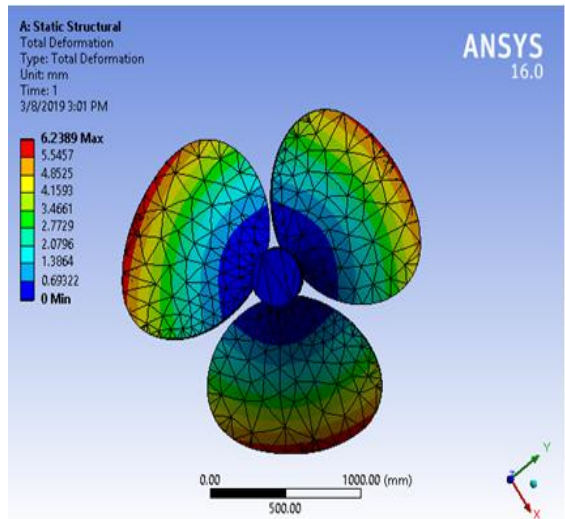 A: Static Structural
Total Deformation
Type: Total Deformation
Unit: mm
Time: 1
3/8/2019 3:01 PM
ANSYS
16.0
6.2389 Max
5.5457
4.8525
4.1593
3.4661
2.7729
2.0796
1.3864
0.69322
0 Min
0.00
1000.00 (mm)
500.00
Y
Z
X